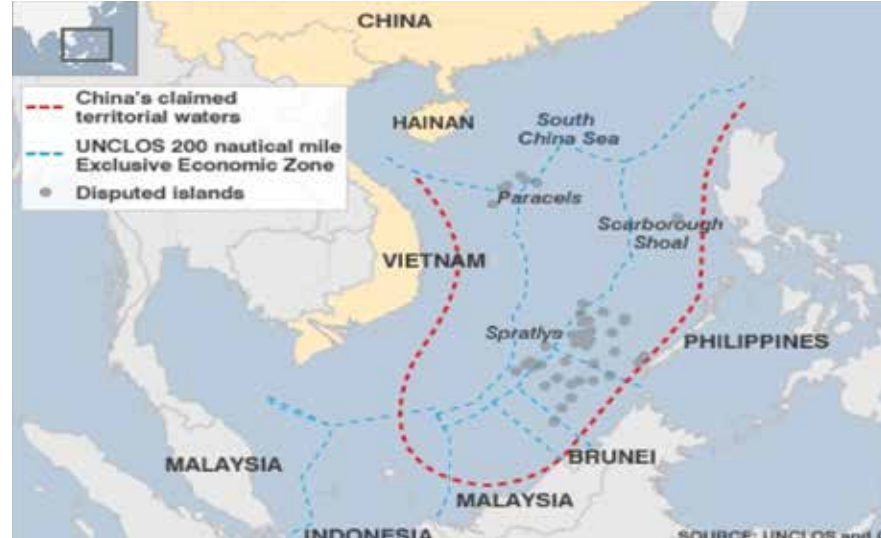 CHINA
China's claimed
territorial waters
UNCLOS 200 nautical mile
Exclusive Economic Zone
Disputed islands
HAINAN
South
China Sea
Paracels
Scarborough
Shoal
VIETNAM
Spratlys
PHILIPPINES
MALAYSIA
BRUNEI
MALAYSIA
INDONESIA
SOURCE: UNCLOS and